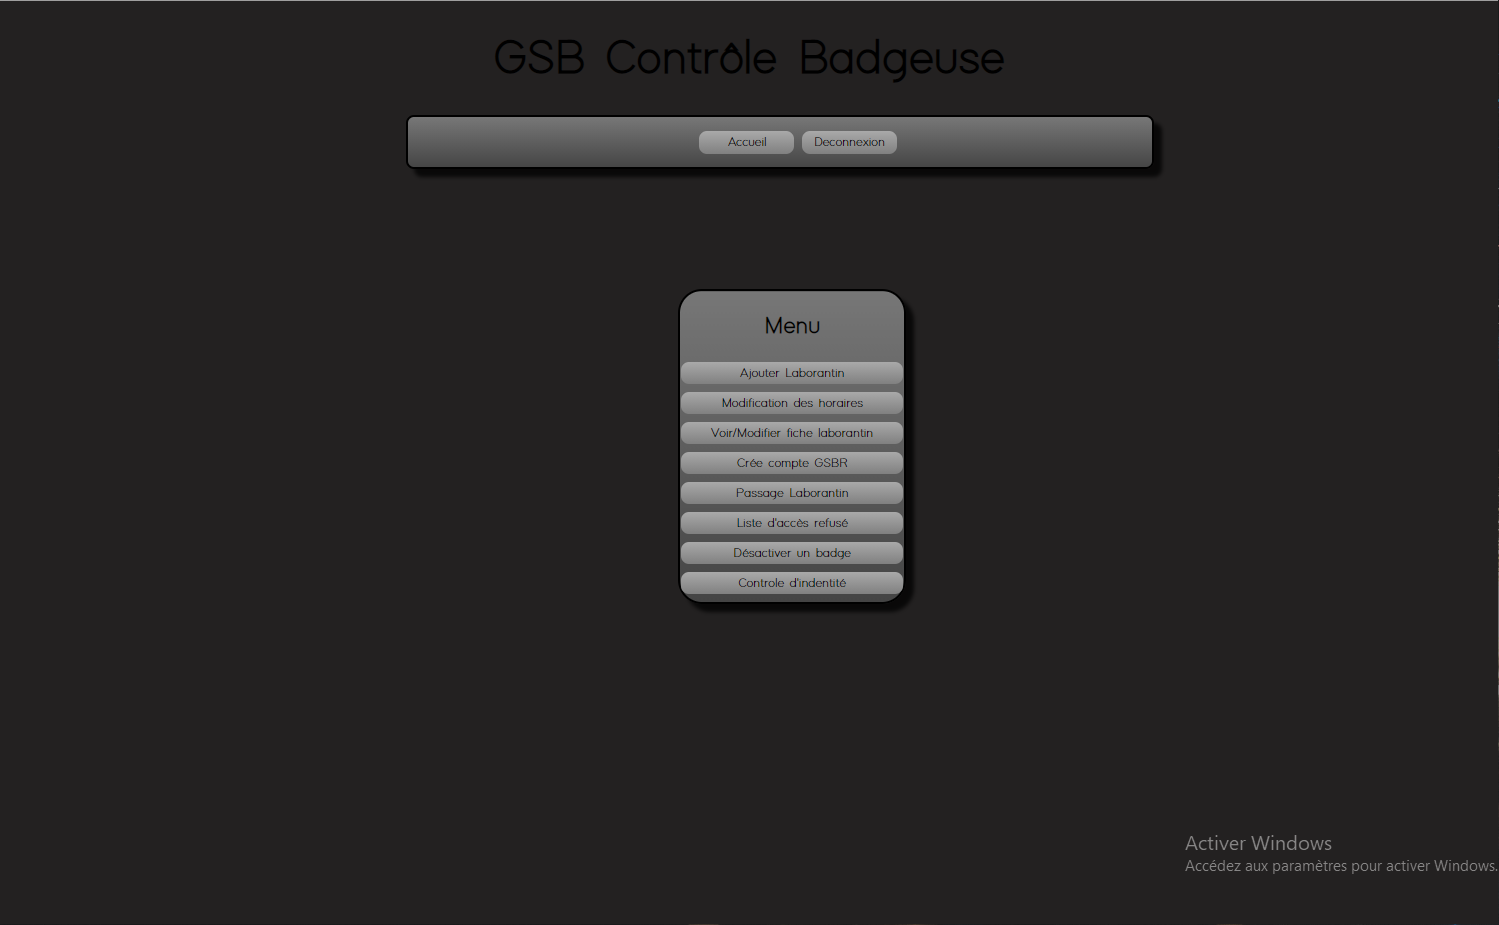 GSB Contrôle Badgeuse
Accueil Deconnexion
Menu
Ajouter Laborantin
Modification des horaires
Voir/Modifier fiche laborantin
Crée compte GSBR
Passage Laborantin
Liste d'accès refusé
Désactiver un badge
Controle d'indentité
Activer Windows
Accédez aux paramètres pour activer Windows.